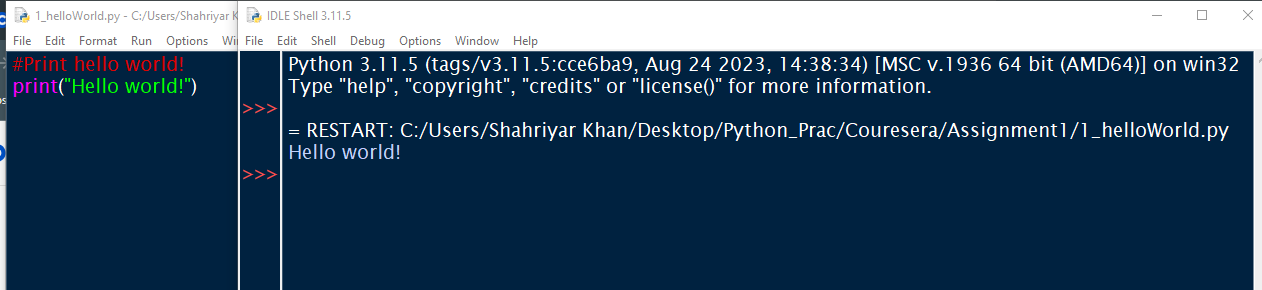 1_helloWorld.py - C:/Users/Shahriyar K
File Edit Format Run Options
#Print hello world!
print("Hello world!")
IDLE Shell 3.11.5
File Edit Shell Debug Options Window Help
Python 3.11.5 (tags/v3.11.5:cce6ba9, Aug 24 2023, 14:38:34) [MSC v.1936 64 bit (AMD64)] on win32
Type "help", "copyright", "credits" or "license()" for more information.
>>>
= RESTART: C:/Users/Shahriyar Khan/Desktop/Python_Prac/Couresera/Assignment1/1_helloWorld.py
Hello world!
>>>